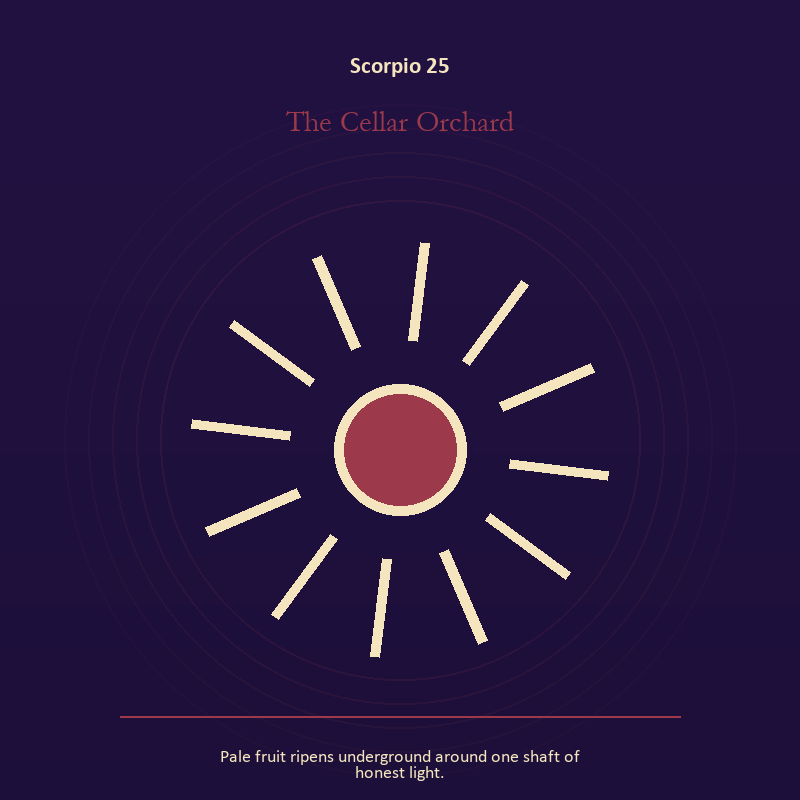 Scorpio 25
The Cellar Orchard
Pale fruit ripens underground around one shaft of
honest light.